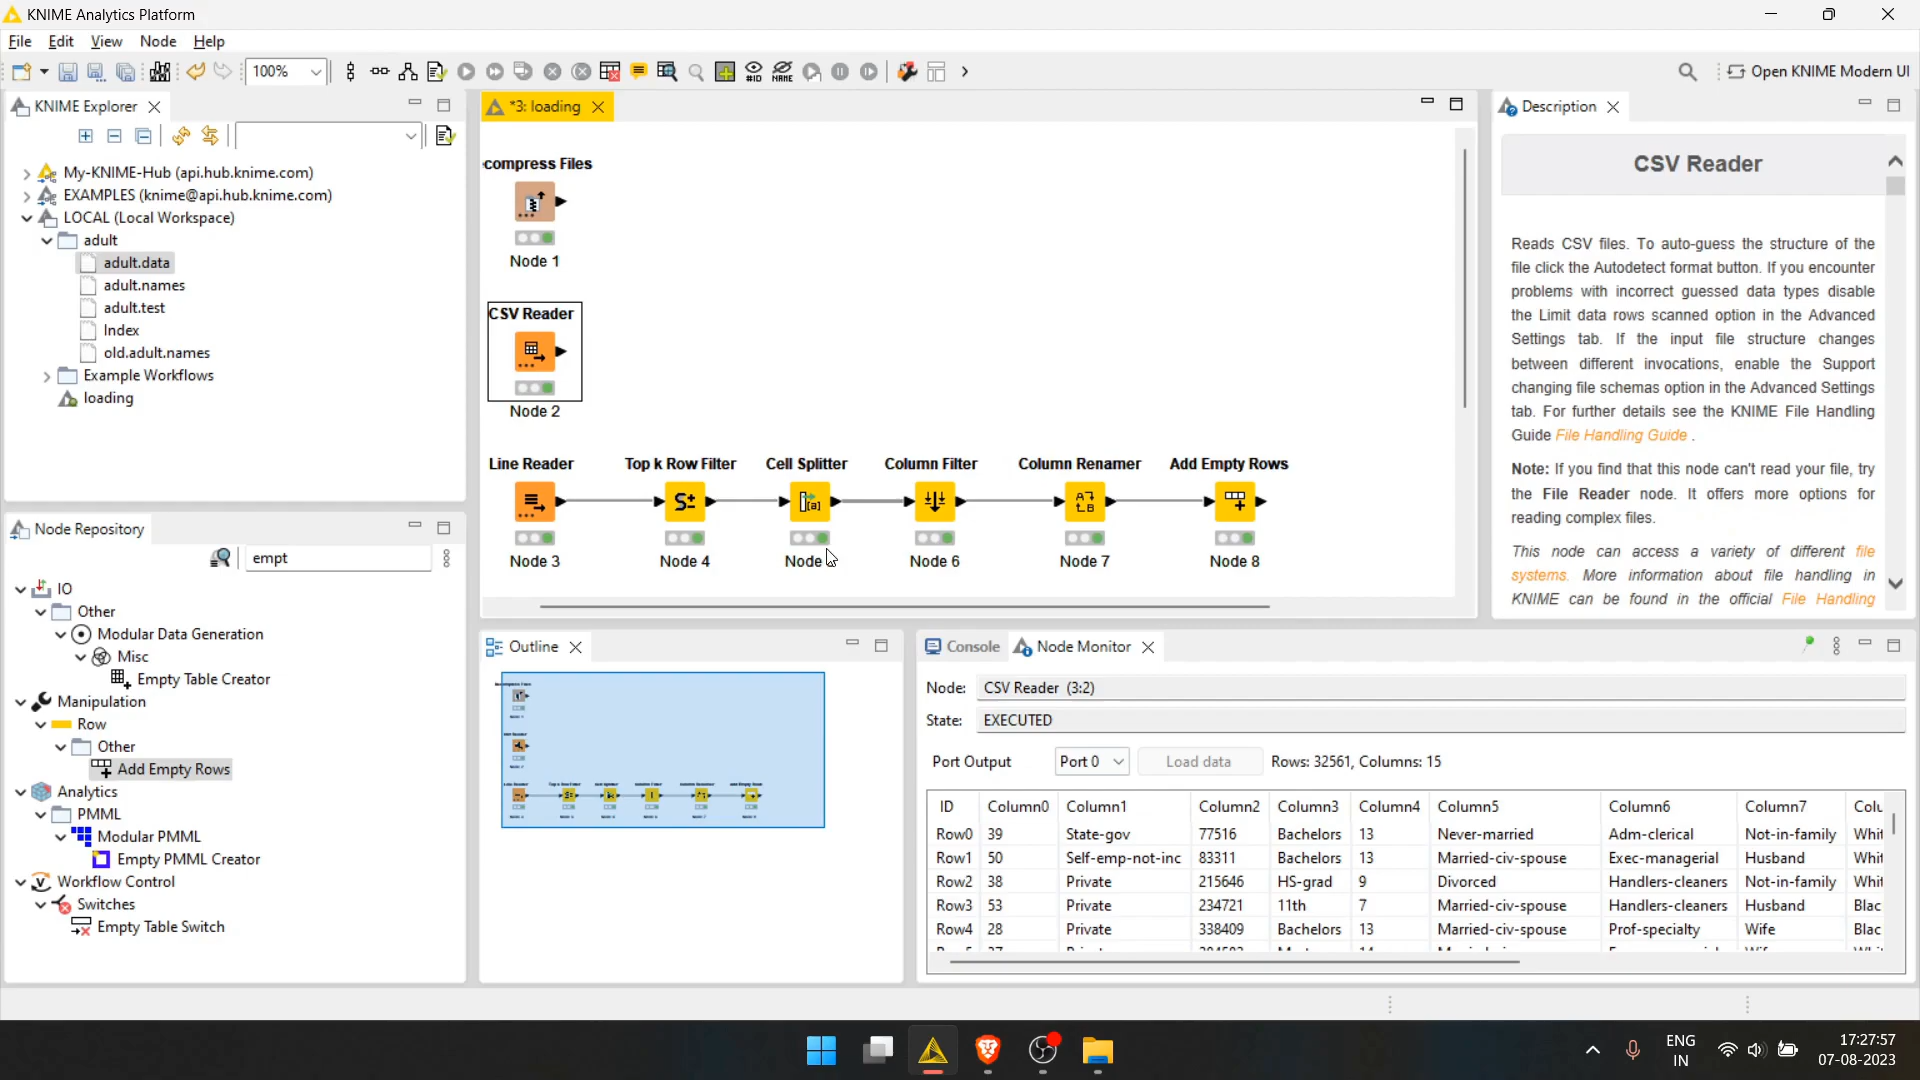 KNIME Analytics Platform
File Edit View Node Help
100%
#ID
NAME
Open KNIME Modern UI
KNIME Explorer
My-KNIME-Hub (api.hub.knime.com)
EXAMPLES (knime@api.hub.knime.com)
LOCAL (Local Workspace)
adult
adult.data
adult.names
adult.test
Index
old.adult.names
Example Workflows
loading
Node Repository
empt
IO
Other
Modular Data Generation
Misc
Empty Table Creator
Manipulation
Row
Other
Add Empty Rows
Analytics
PMML
Modular PMML
Empty PMML Creator
Workflow Control
Switches
Empty Table Switch
*3: loading
compress Files
Node 1
CSV Reader
Node 2
Line Reader Top k Row Filter Cell Splitter Column Filter Column Renamer Add Empty Rows
Node 3 Node 4 Node Node 6 Node 7 Node 8
Description
CSV Reader
Reads CSV files. To auto-guess the structure of the
file click the Autodetect format button. If you encounter
problems with incorrect guessed data types disable
the Limit data rows scanned option in the Advanced
Settings tab. If the input file structure changes
between different invocations, enable the Support
changing file schemas option in the Advanced Settings
tab. For further details see the KNIME File Handling
Guide File Handling Guide .
Note: If you find that this node can't read your file, try
the File Reader node. It offers more options for
reading complex files.
This node can access a variety of different file
systems. More information about file handling in
KNIME can be found in the official File Handling
Outline
Console Node Monitor
Node: CSV Reader (3:2)
State: EXECUTED
Port Output Port 0 Load data Rows: 32561, Columns: 15
ID Column0 Column1 Column2 Column3 Column4 Column5 Column6 Column7 Colu
Row0 39 State-gov 77516 Bachelors 13 Never-married Adm-clerical Not-in-family Whit
Row1 50 Self-emp-not-inc 83311 Bachelors 13 Married-civ-spouse Exec-managerial Husband Whit
Row2 38 Private 215646 HS-grad 9 Divorced Handlers-cleaners Not-in-family Whit
Row3 53 Private 234721 11th 7 Married-civ-spouse Handlers-cleaners Husband Blac
Row4 28 Private 338409 Bachelors 13 Married-civ-spouse Prof-specialty Wife Blac
ENG
IN
17:27:57
07-08-2023